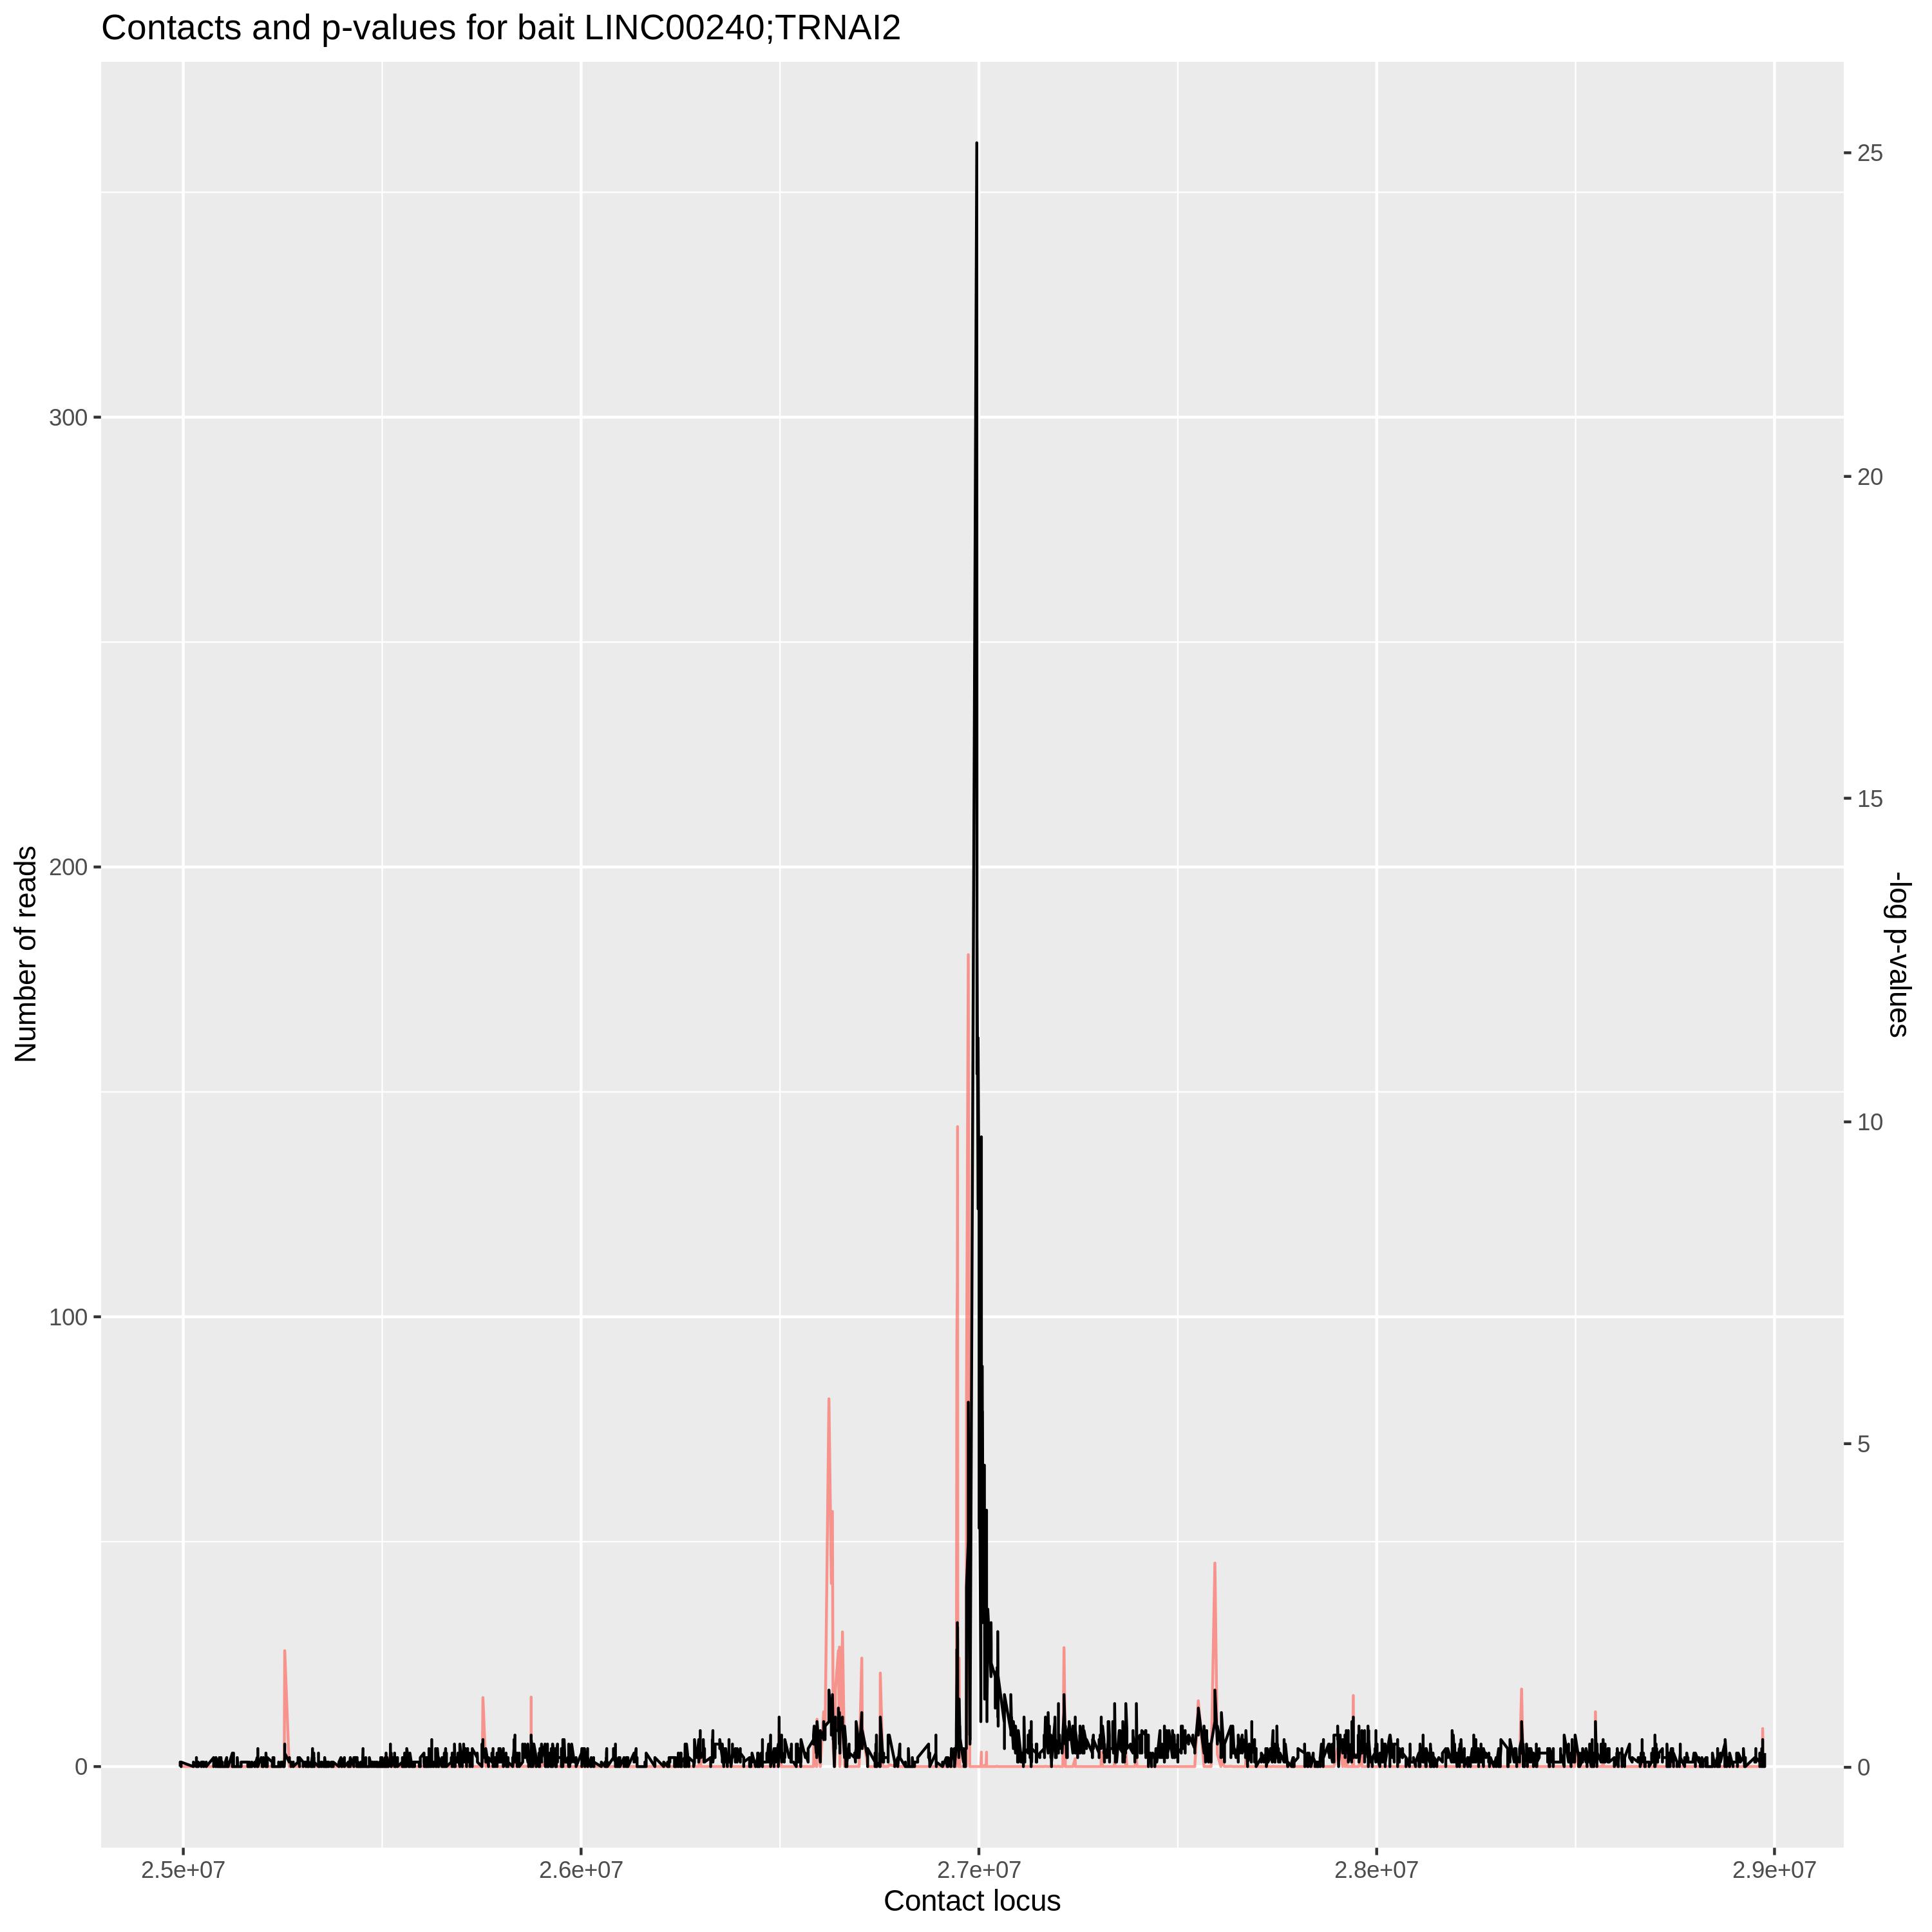 Contacts and p-values for bait LINC00240;TRNAI2
Number of reads
300
200
100
0
25
20
15
10
5
0
-log p-values
2.5e+07 2.6e+07 2.7e+07 2.8e+07 2.9e+07
Contact locus